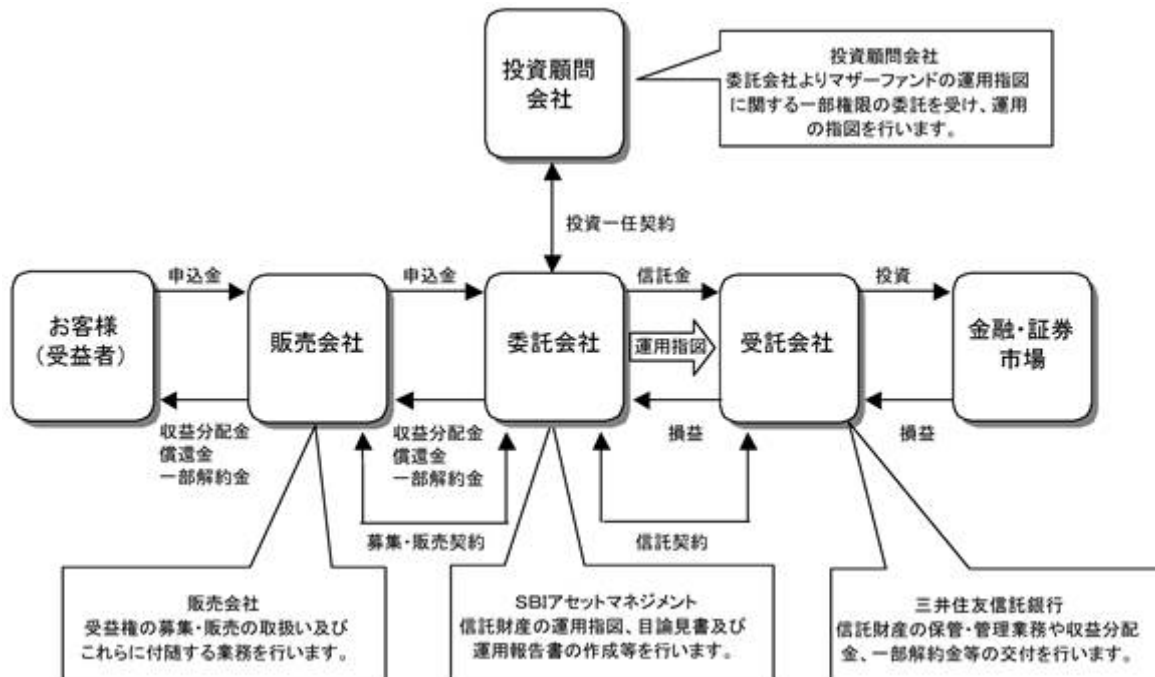 投資顧問
会社
投資顧問会社
委託会社よりマザーファンドの運用指図
に関する一部権限の委託を受け、運用
の指図を行います。
投資一任契約
申込金
申込金
信託金
投資
お客様
（受益者）
販売会社
委託会社
運用指図
受託会社
金融・証券
市場
収益分配金
償還金
一部解約金
収益分配金
償還金
一部解約金
損益
損益
募集・販売契約
信託契約
販売会社
受益権の募集・販売の取扱い及び
これらに付随する業務を行います。
SBIアセットマネジメント
信託財産の運用指図、目論見書及び
運用報告書の作成等を行います。
三井住友信託銀行
信託財産の保管・管理業務や収益分配
金、一部解約金等の交付を行います。